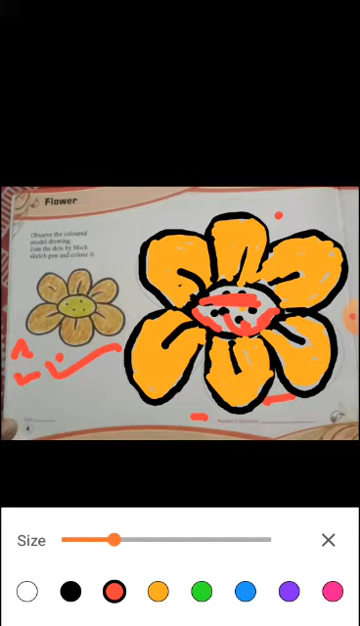 Flower
Observe the coloured
model drawing.
Join the dots by black
sketch pen and colour it.
Size